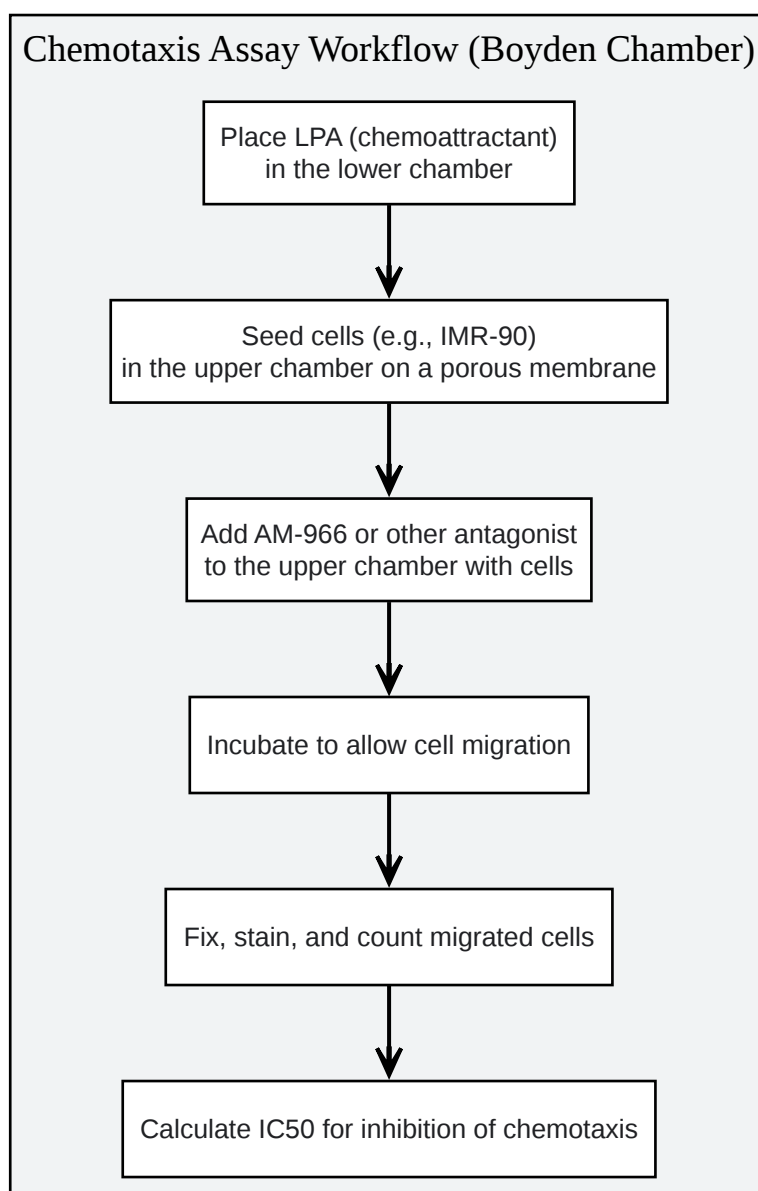 Chemotaxis Assay Workflow (Boyden Chamber)
Place LPA (chemoattractant)
in the lower chamber
Seed cells (e.g., IMR-90)
in the upper chamber on a porous membrane
Add AM-966 or other antagonist
to the upper chamber with cells
Incubate to allow cell migration
Fix, stain, and count migrated cells
Calculate IC50 for inhibition of chemotaxis